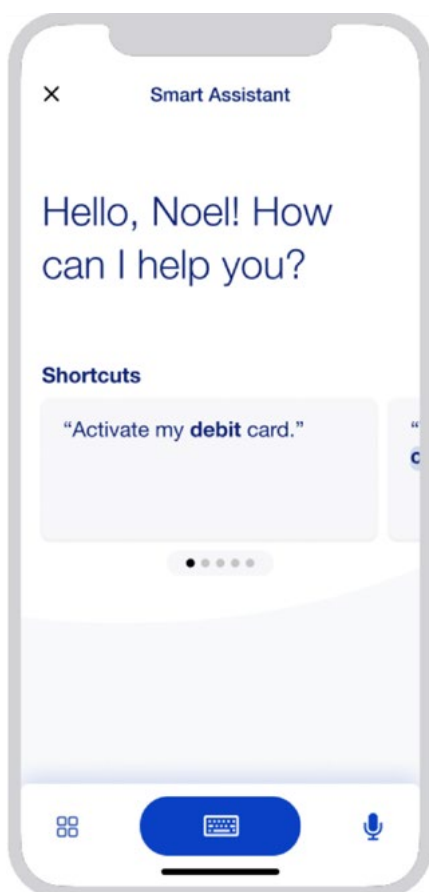 Smart Assistant
Hello, Noel! How
can I help you?
Shortcuts
“Activate my debit card.”